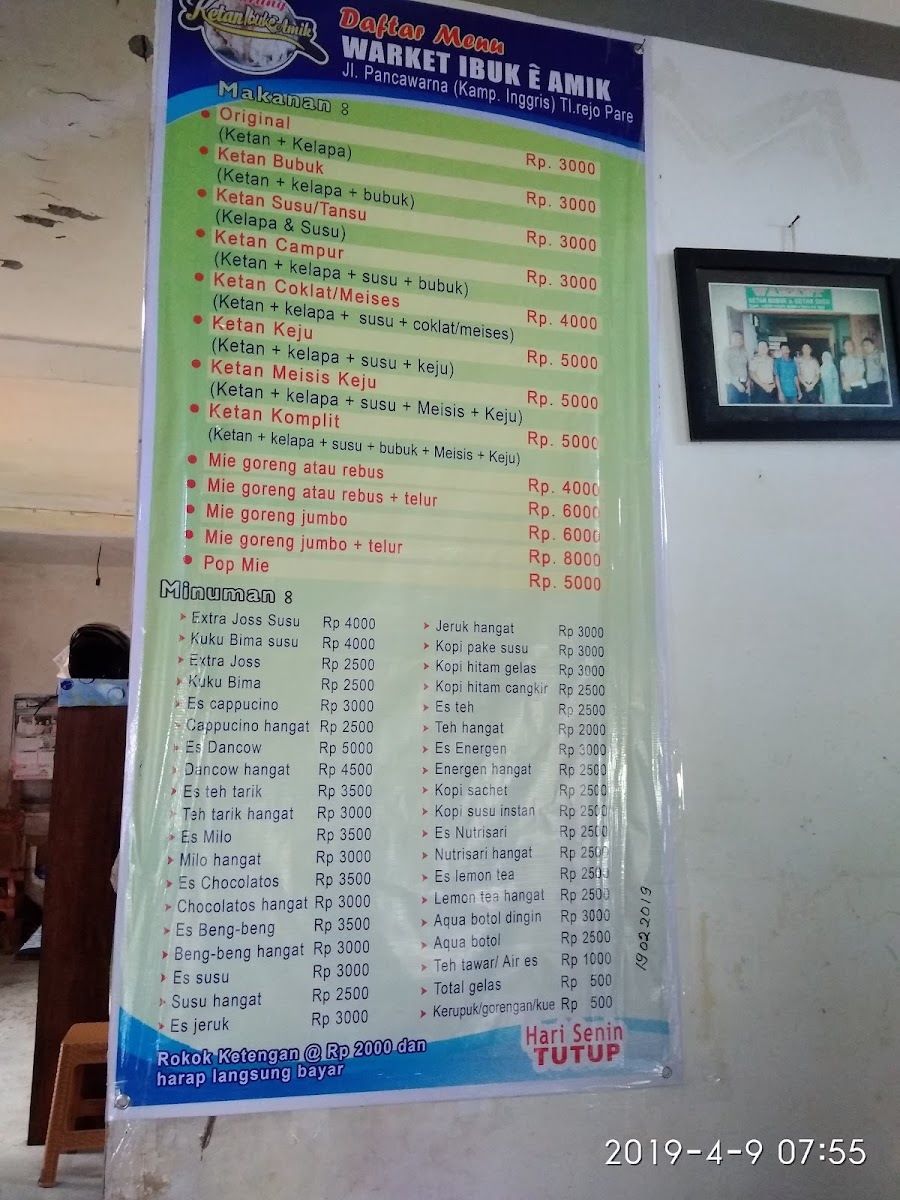 Ketan Ibuk e Amik
Daftar Menu
WARKET IBUK È AMIK
Jl. Pancawarna (Kamp. Inggris) Tl.rejo Pare
Makanan :
Original Rp. 3000
(Ketan + Kelapa)
Ketan Bubuk Rp. 3000
(Ketan + kelapa + bubuk)
Ketan Susu/Tansu Rp. 3000
(Kelapa & Susu)
Ketan Campur Rp. 3000
(Ketan + kelapa + susu + bubuk)
Ketan Coklat/Meises Rp. 4000
(Ketan + kelapa + susu + coklat/meises)
Ketan Keju Rp. 5000
(Ketan + kelapa + susu + keju)
Ketan Meisis Keju Rp. 5000
(Ketan + kelapa + susu + Meisis + Keju)
Ketan Komplit Rp. 5000
(Ketan + kelapa + susu + bubuk + Meisis + Keju)
Mie goreng atau rebus Rp. 4000
Mie goreng atau rebus + telur Rp. 6000
Mie goreng jumbo Rp. 6000
Mie goreng jumbo + telur Rp. 8000
Pop Mie Rp. 5000
Minuman :
Extra Joss Susu Rp 4000
Kuku Bima susu Rp 4000
Extra Joss Rp 2500
Kuku Bima Rp 2500
Es cappucino Rp 3000
Cappucino hangat Rp 2500
Es Dancow Rp 5000
Dancow hangat Rp 4500
Es teh tarik Rp 3500
Teh tarik hangat Rp 3000
Es Milo Rp 3500
Milo hangat Rp 3000
Es Chocolatos Rp 3500
Chocolatos hangat Rp 3000
Es Beng-beng Rp 3500
Beng-beng hangat Rp 3000
Es susu Rp 3000
Susu hangat Rp 2500
Es jeruk Rp 3000
Jeruk hangat Rp 3000
Kopi pake susu Rp 3000
Kopi hitam gelas Rp 3000
Kopi hitam cangkir Rp 2500
Es teh Rp 2500
Teh hangat Rp 2000
Es Energen Rp 3000
Energen hangat Rp 2500
Kopi sachet Rp 2500
Kopi susu instan Rp 2500
Es Nutrisari Rp 2500
Nutrisari hangat Rp 2500
Es lemon tea Rp 2500
Lemon tea hangat Rp 2500
Aqua botol dingin Rp 3000
Aqua botol Rp 2500
Teh tawar/ Air es Rp 1000
Total gelas Rp 500
Kerupuk/gorengan/kue Rp 500
19022019
Rokok Ketengan @ Rp 2000 dan
harap langsung bayar
Hari Senin
TUTUP
KETAN BUBUK & KETAN SUSU
2019-4-9 07:55